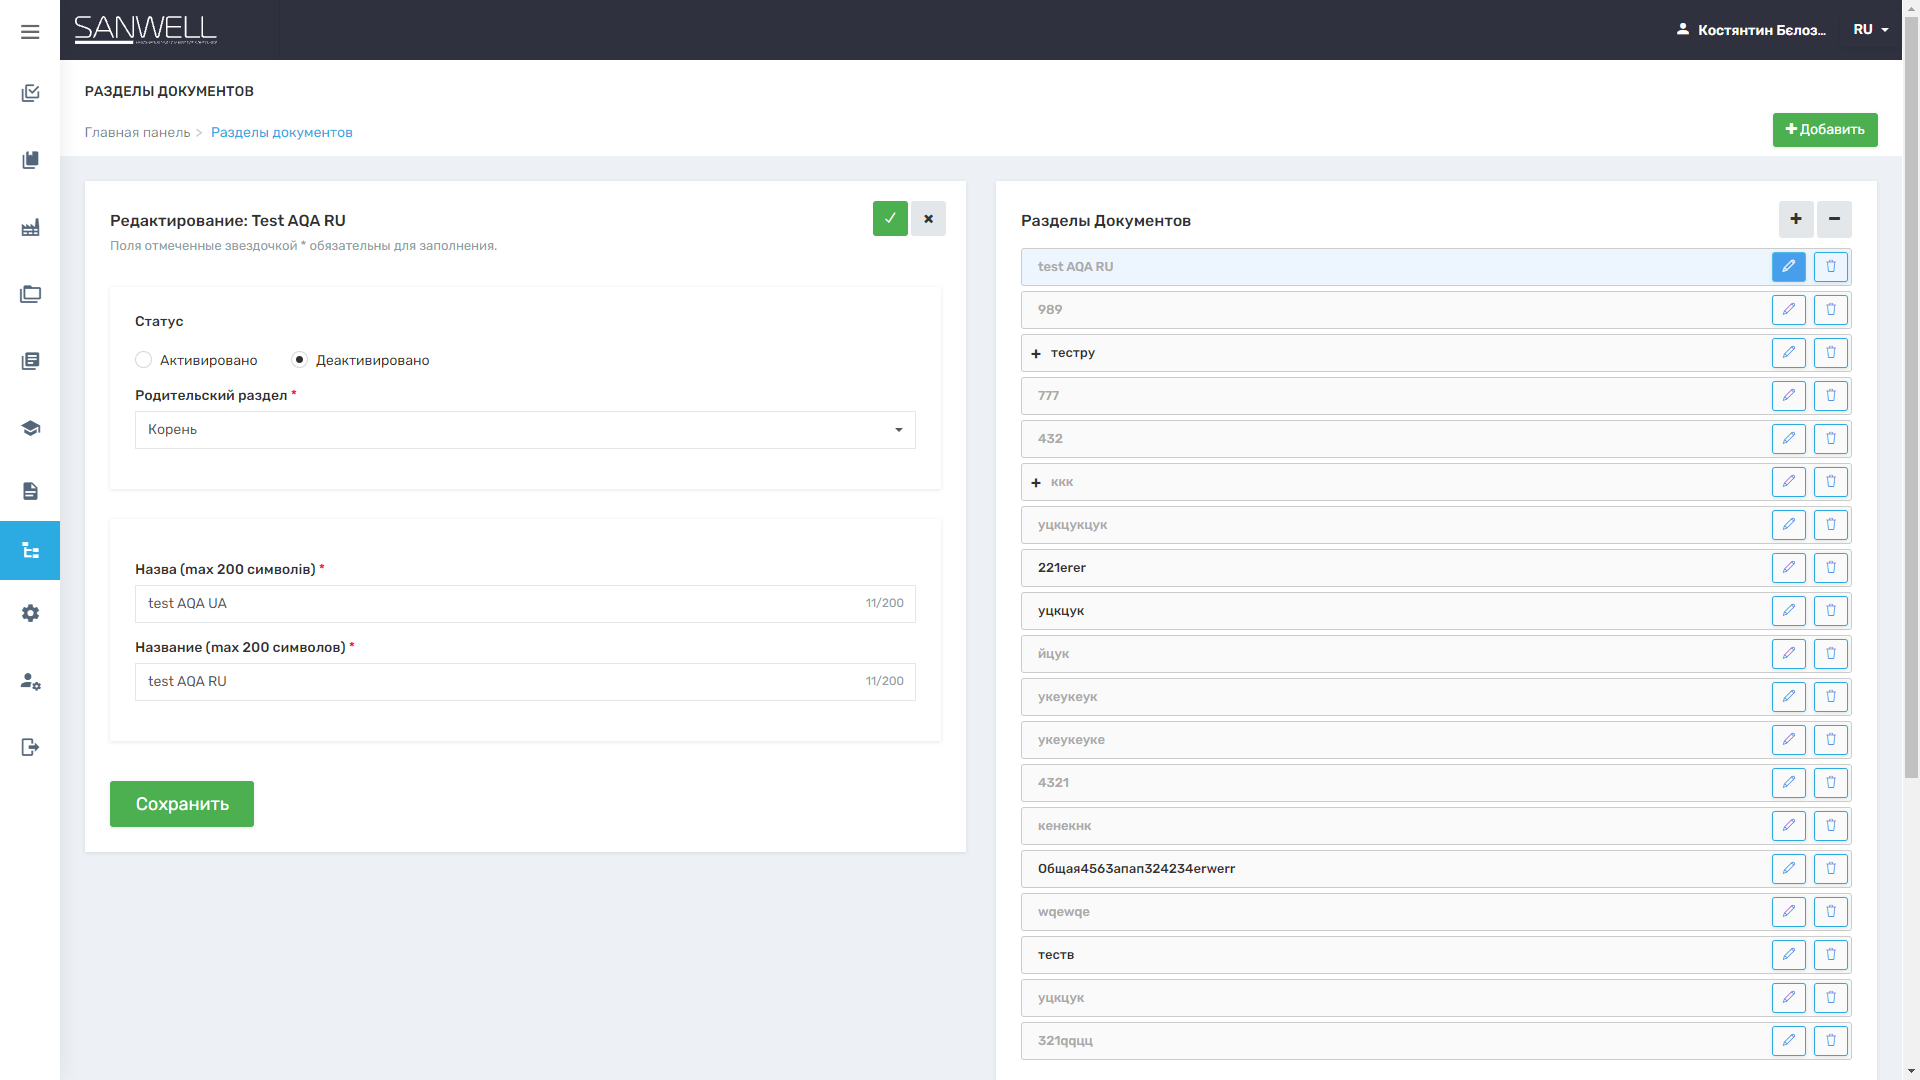 SANWELL
Костянтин Бєлоз...
RU
РАЗДЕЛЫ ДОКУМЕНТОВ
Главная панель > Разделы документов
Добавить
Редактирование: Test AQA RU
Поля отмеченные звездочкой * обязательны для заполнения.
Статус
Активировано
Деактивировано
Родительский раздел *
Корень
Назва (max 200 символів) *
test AQA UA
11/200
Название (max 200 символов) *
test AQA RU
11/200
Сохранить
Разделы Документов
test AQA RU
989
тестру
777
432
ккк
уцкцукцук
221erer
уцкцук
йцук
укеукеук
укеукеуке
4321
кенекнк
Общая4563апап324234erwerr
wqewqe
теств
уцкцук
321qqцц